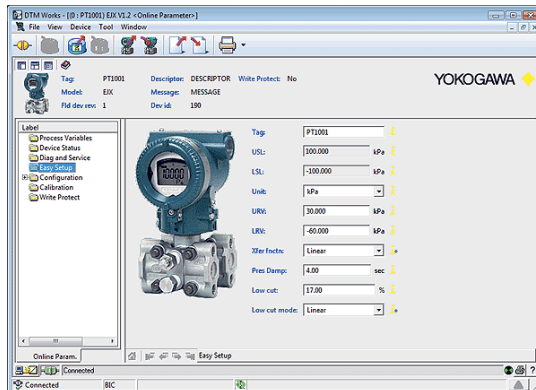 DTM Works - [(0 : PT1001) EJX V1.2 <Online Parameter>]
File View Device Tool Window
Tag: PT1001 Descriptor: DESCRIPTOR Write Protect: No
Model: EJX Message: MESSAGE
Fld dev rev: 1 Dev id: 190
YOKOGAWA
Label
Process Variables
Device Status
Diag and Service
Easy Setup
Configuration
Calibration
Write Protect
Online Param.
Tag: PT1001
USL: 100.000 kPa
LSL: -100.000 kPa
Unit: kPa
URV: 30.000 kPa
LRV: -60.000 kPa
Xfer fnctn: Linear
Pres Damp: 4.00 sec
Low cut: 17.00 %
Low cut mode: Linear
10000
Easy Setup
Connected
Connected BIC